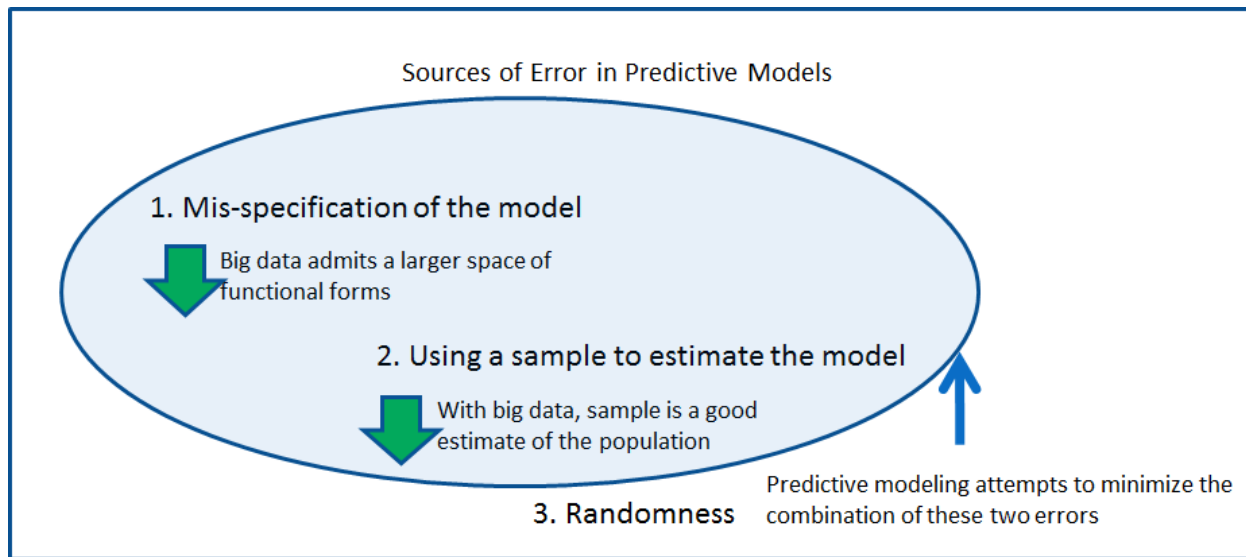 Sources of Error in Predictive Models
1. Mis-specification of the model
Big data admits a larger space of
functional forms
2. Using a sample to estimate the model
With big data, sample is a good
estimate of the population
3. Randomness
Predictive modeling attempts to minimize the
combination of these two errors